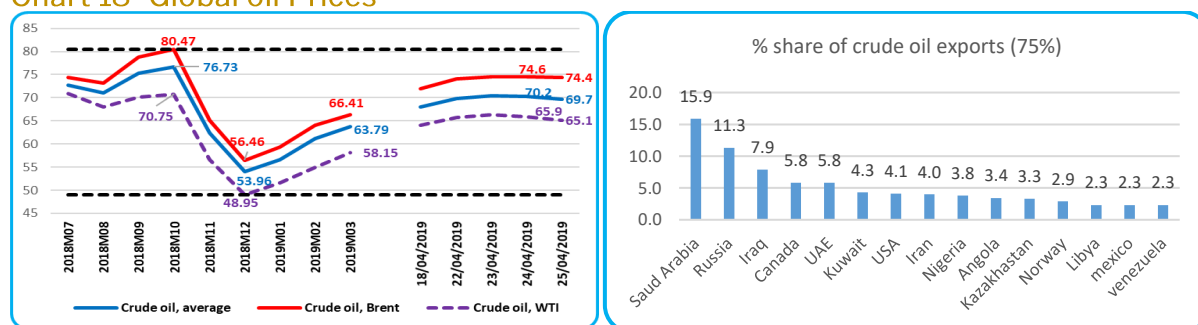 Chart 18 Global oil Prices
85
80
75
70
65
60
55
50
45
80.47
76.73
70.75
56.46
53.96
48.95
66.41
63.79
58.15
74.6
74.4
70.2
69.7
65.9
65.1
2018M07
2018M08
2018M09
2018M10
2018M11
2018M12
2019M01
2019M02
2019M03
18/04/2019
22/04/2019
23/04/2019
24/04/2019
25/04/2019
Crude oil, average
Crude oil, Brent
Crude oil, WTI
% share of crude oil exports (75%)
20.0
15.0
10.0
5.0
0.0
15.9
11.3
7.9
5.8
5.8
4.3
4.1
4.0
3.8
3.4
3.3
2.9
2.3
2.3
2.3
Saud Arabia
Russia
Iraq
Canada
UAE
Kuwait
USA
Iran
Nigeria
Angola
Kazakhastan
Norway
Libya
mexico
venezuela